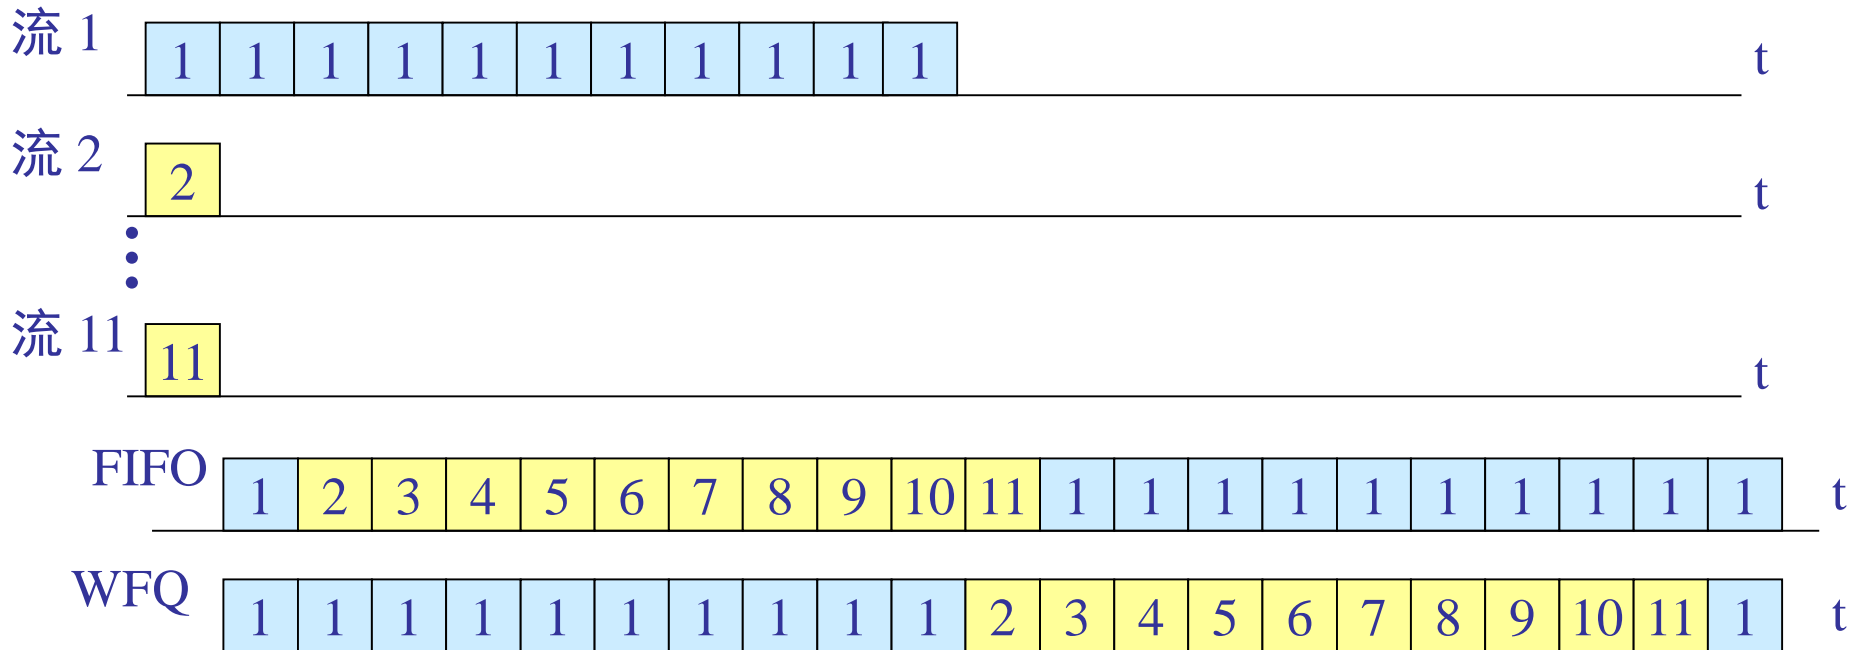 流 1 1 1 1 1 1 1 1 1 1 1 1 t
流 2 2 t
流 11 11 t
FIFO 1 2 3 4 5 6 7 8 9 10 11 1 1 1 1 1 1 1 1 1 1 t
WFQ 1 1 1 1 1 1 1 1 1 1 2 3 4 5 6 7 8 9 10 11 1 t